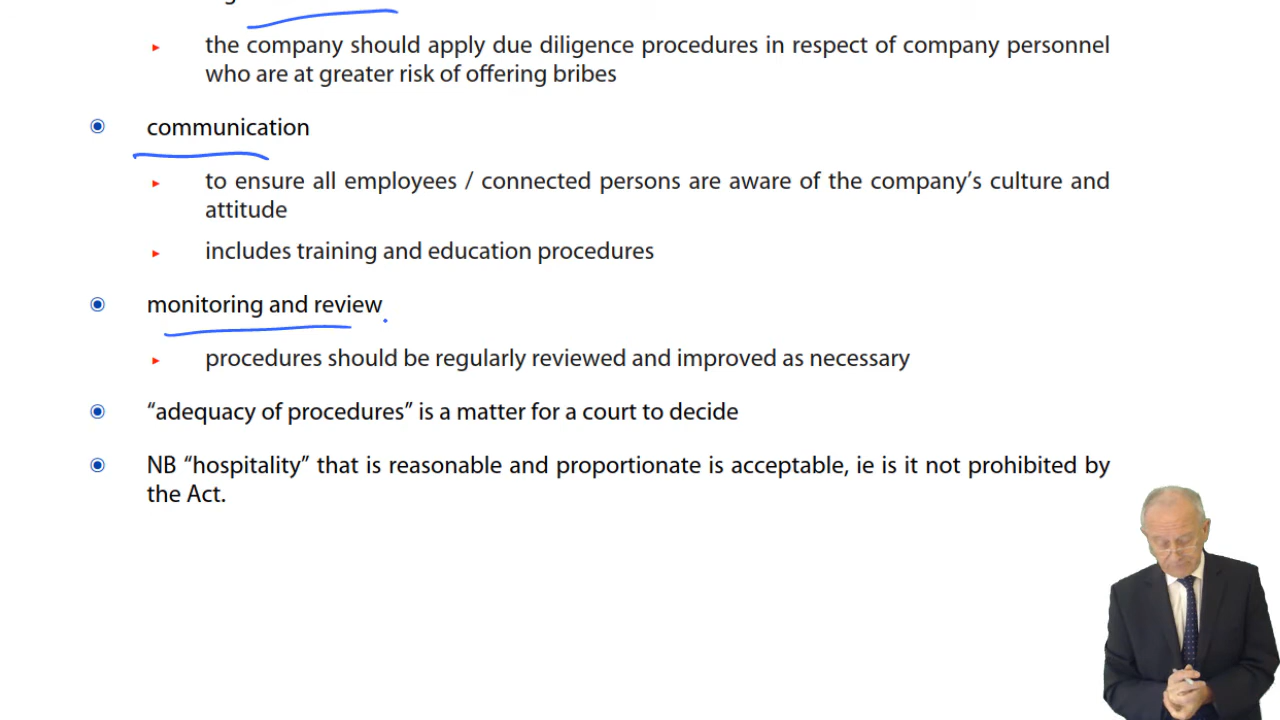 the company should apply due diligence procedures in respect of company personnel
who are at greater risk of offering bribes
communication
to ensure all employees / connected persons are aware of the company's culture and
attitude
includes training and education procedures
monitoring and review
procedures should be regularly reviewed and improved as necessary
“adequacy of procedures” is a matter for a court to decide
NB “hospitality” that is reasonable and proportionate is acceptable, ie is it not prohibited by
the Act.